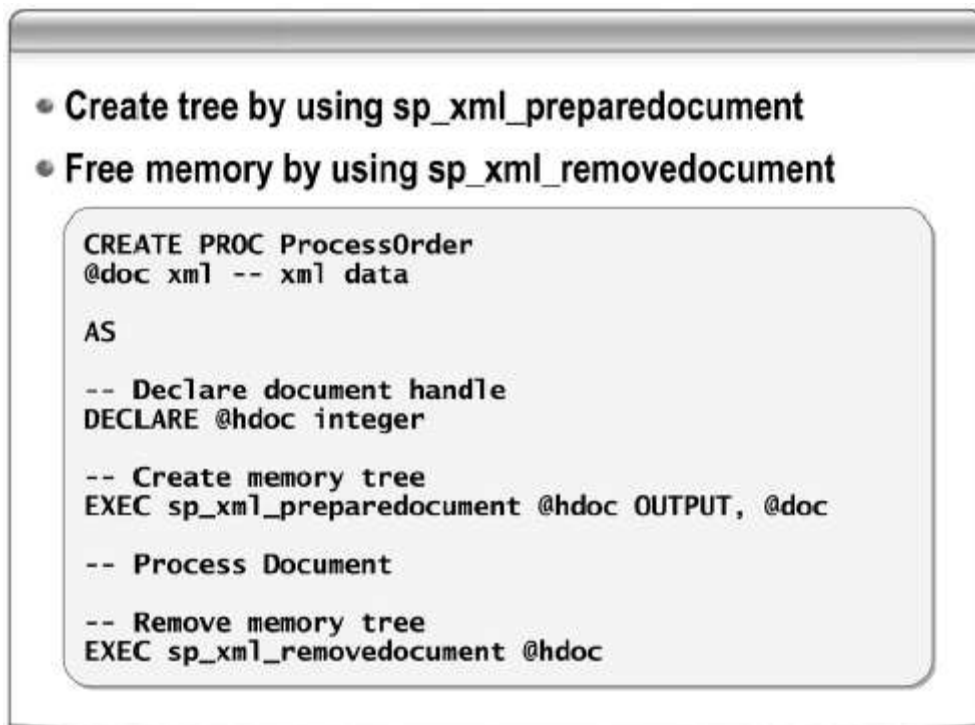 Create tree by using sp_xml_preparedocument
Free memory by using sp_xml_removedocument
CREATE PROC ProcessOrder
@doc xml -- xml data
AS
-- Declare document handle
DECLARE @hdoc integer
-- Create memory tree
EXEC sp_xml_preparedocument @hdoc OUTPUT, @doc
-- Process Document
-- Remove memory tree
EXEC sp_xml_removedocument @hdoc